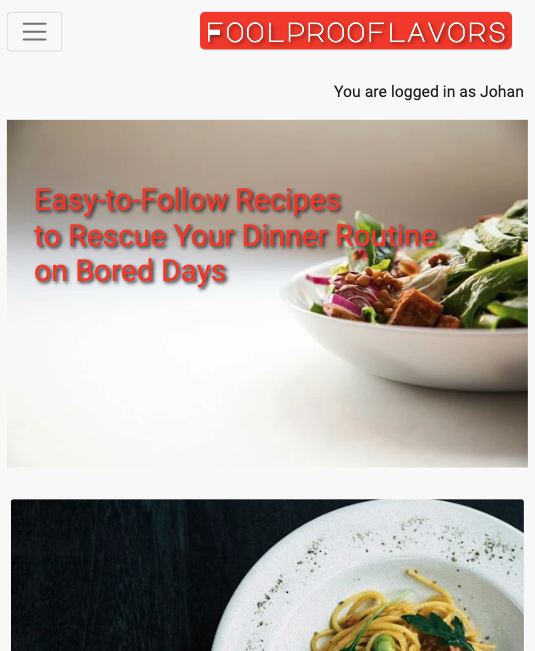 FOOLPROOFLAVORS
You are logged in as Johan
Easy-to-Follow Recipes
to Rescue Your Dinner Routine
on Bored Days